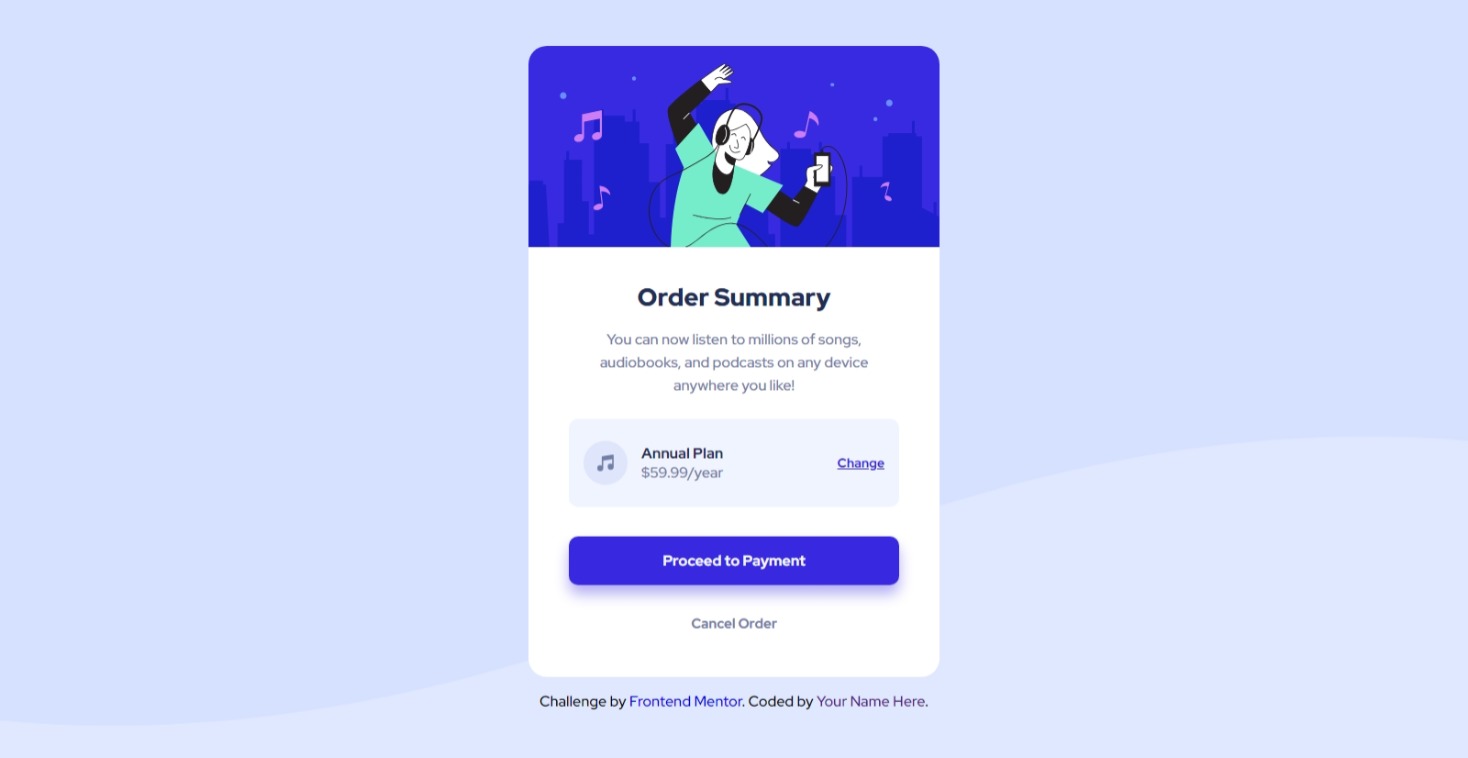 Order Summary
You can now listen to millions of songs,
audiobooks, and podcasts on any device
anywhere you like!
Annual Plan
$59.99/year
Change
Proceed to Payment
Cancel Order
Challenge by Frontend Mentor. Coded by Your Name Here.